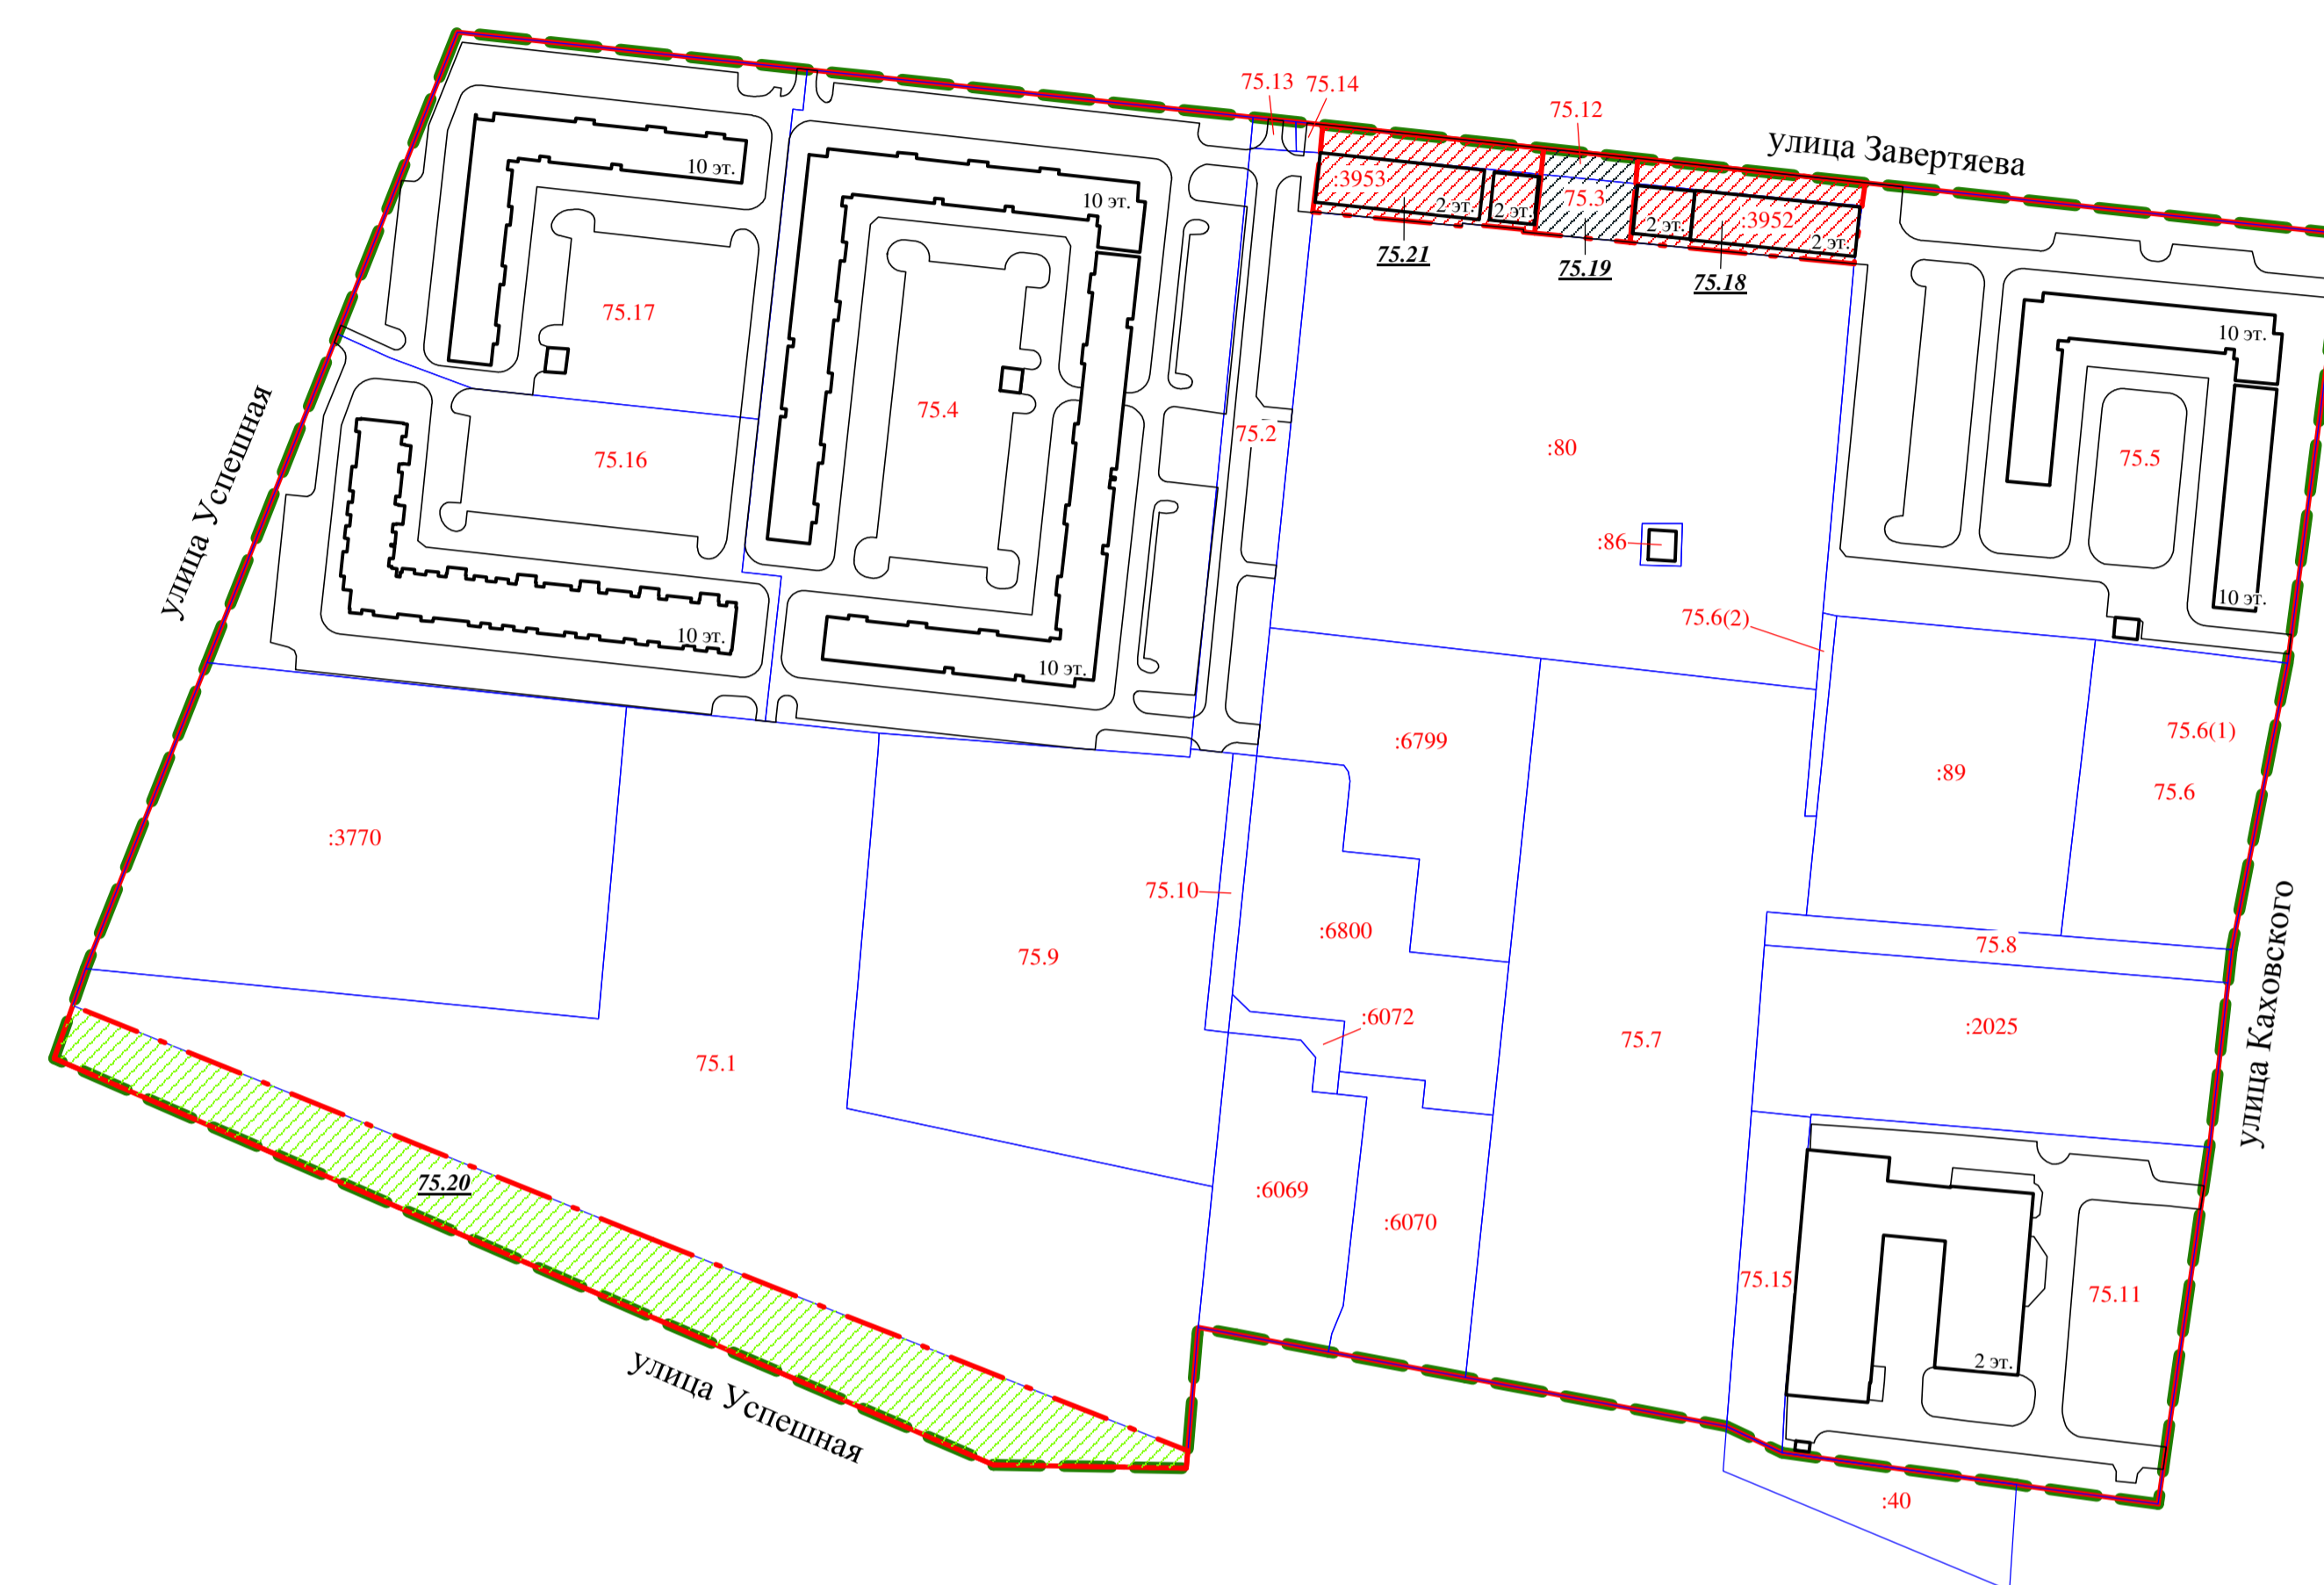 75.13
75.14
75.12
улица Завертяева
10 эт.
10 эт.
:3953
2 эт.
2 эт.
75.3
2 эт.
:3952
2 эт.
75.21
75.19
75.18
75.17
10 эт.
75.4
75.2
:80
75.5
75.16
улица Успешная
:86
10 эт.
75.6(2)
10 эт.
10 эт.
:6799
75.6(1)
:89
75.6
:3770
75.10
:6800
75.8
75.9
:6072
:2025
75.1
75.7
улица Каховского
75.20
:6069
:6070
75.15
75.11
2 эт.
улица Успешная
:40